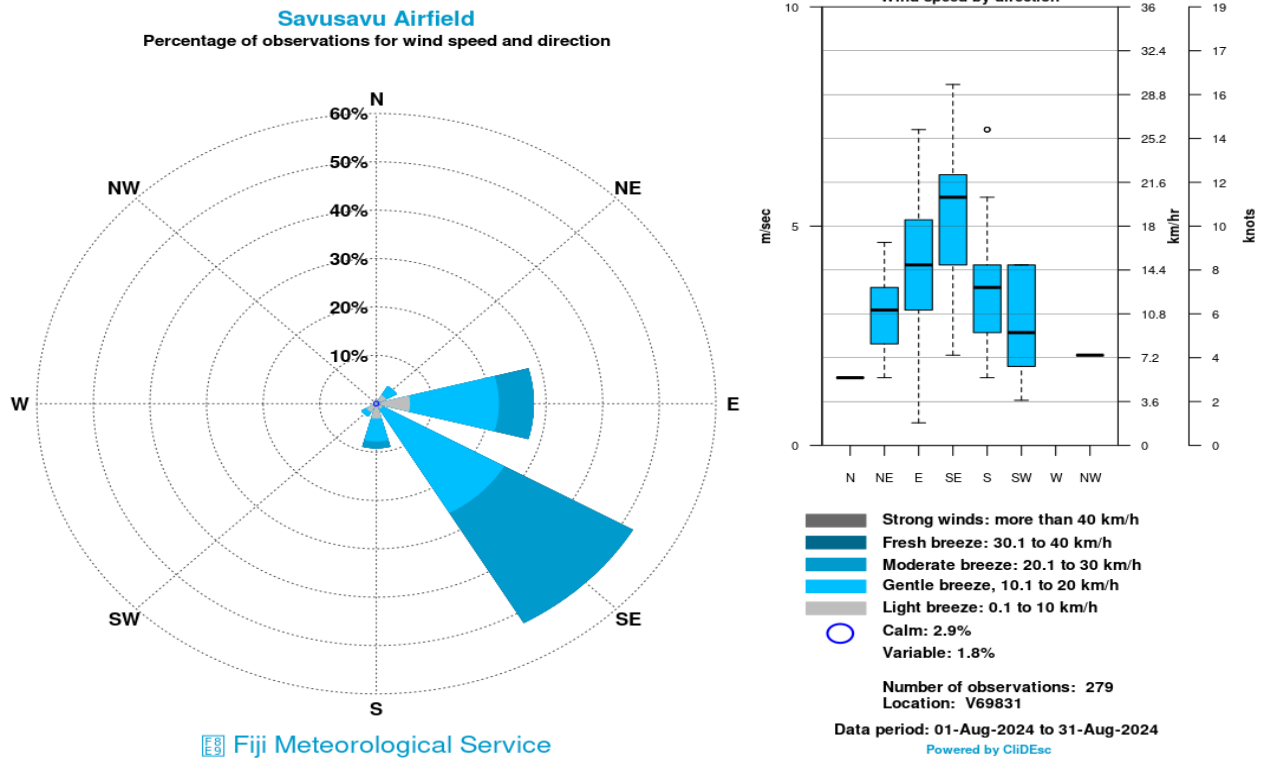 Savusavu Airfield
Percentage of observations for wind speed and direction
N
60%
50%
40%
30%
20%
10%
NW
NE
W
E
SW
SE
S
Fiji Meteorological Service
Wind speed by direction
10
5
0
m/sec
36
32.4
28.8
25.2
21.6
18
14.4
10.8
7.2
3.6
0
km/hr
19
17
16
14
12
10
8
6
4
2
0
knots
N NE E SE S SW W NW
Strong winds: more than 40 km/h
Fresh breeze: 30.1 to 40 km/h
Moderate breeze: 20.1 to 30 km/h
Gentle breeze, 10.1 to 20 km/h
Light breeze: 0.1 to 10 km/h
Calm: 2.9%
Variable: 1.8%
Number of observations: 279
Location: V69831
Data period: 01-Aug-2024 to 31-Aug-2024
Powered by CliDEsc